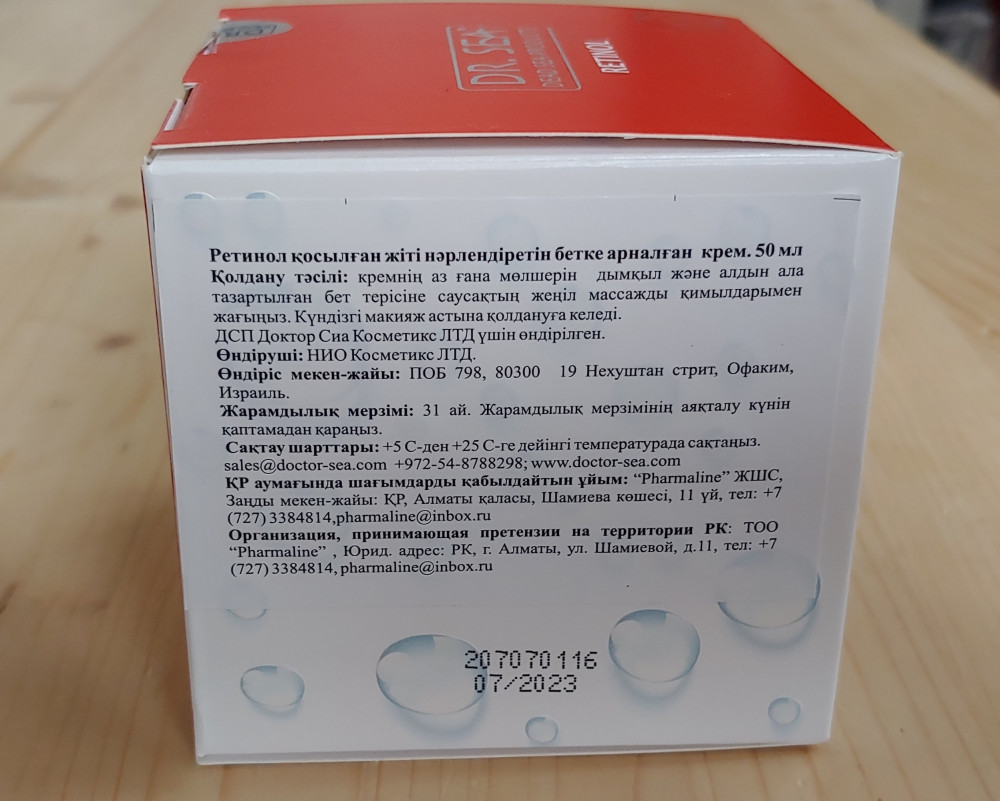 DR. SEA
DEAD SEA PRODUCTS
RETINOL
Ретинол қосылған жіті нәрлендіретін бетке арналған крем. 50 мл
Қолдану тәсілі: кремнің аз ғана мөлшерін дымқыл және алдын ала
тазартылған бет терісіне саусақтың жеңіл массажды қимылдарымен
жағыңыз. Күндізгі макияж астына қолдануға келеді.
ДСП Доктор Сиа Косметикс ЛТД үшін өндірілген.
Өндіруші: НИО Косметикс ЛТД.
Өндіріс мекен-жайы: ПОБ 798, 80300 19 Нехуштан стрит, Офаким,
Израиль.
Жарамдылық мерзімі: 31 ай. Жарамдылық мерзімінің аяқталу күнін
қаптамадан қараңыз.
Сақтау шарттары: +5 С-ден +25 С-ге дейінгі температурада сақтаңыз.
sales@doctor-sea.com +972-54-8788298; www.doctor-sea.com
ҚР аумағында шағымдарды қабылдайтын ұйым: “Pharmaline” ЖШС,
Заңды мекен-жайы: ҚР, Алматы қаласы, Шамиева көшесі, 11 үй, тел: +7
(727) 3384814,pharmaline@inbox.ru
Организация, принимающая претензии на территории РК: ТОО
“Pharmaline” , Юрид. адрес: РК, г. Алматы, ул. Шамиевой, д.11, тел: +7
(727) 3384814, pharmaline@inbox.ru
207070116
07/2023